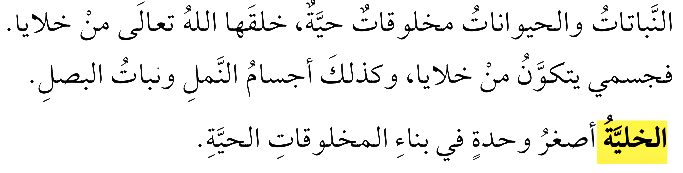 النَّباتاتُ والحيواناتُ مخلوقاتٌ حيَّةٌ، خلقَها اللهُ تعالَى منْ خلايا.
فجسمي يتكوَّنُ منْ خلايا، وكذلكَ أجسامُ النَّملِ ونباتُ البصلِ.
الخليَّةُ أصغرُ وحدةٍ في بناءِ المخلوقاتِ الحيَّةِ.